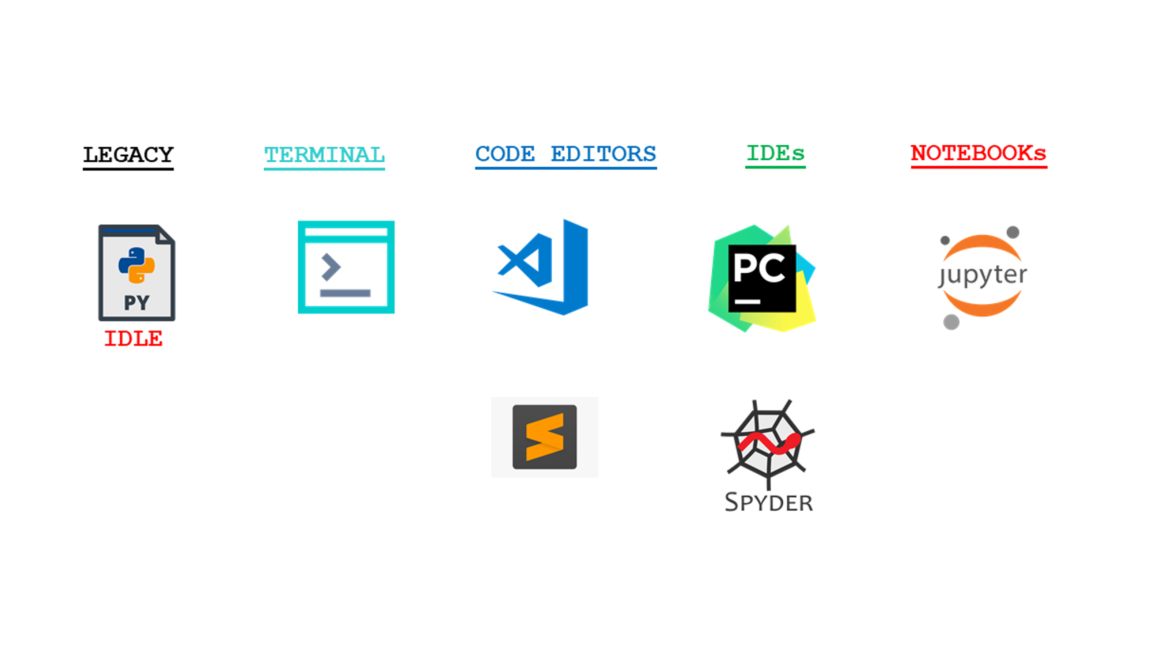 LEGACY
TERMINAL
CODE EDITORS
IDEs
NOTEBOOKs
PY
IDLE
PC
jupyter
SPYDER